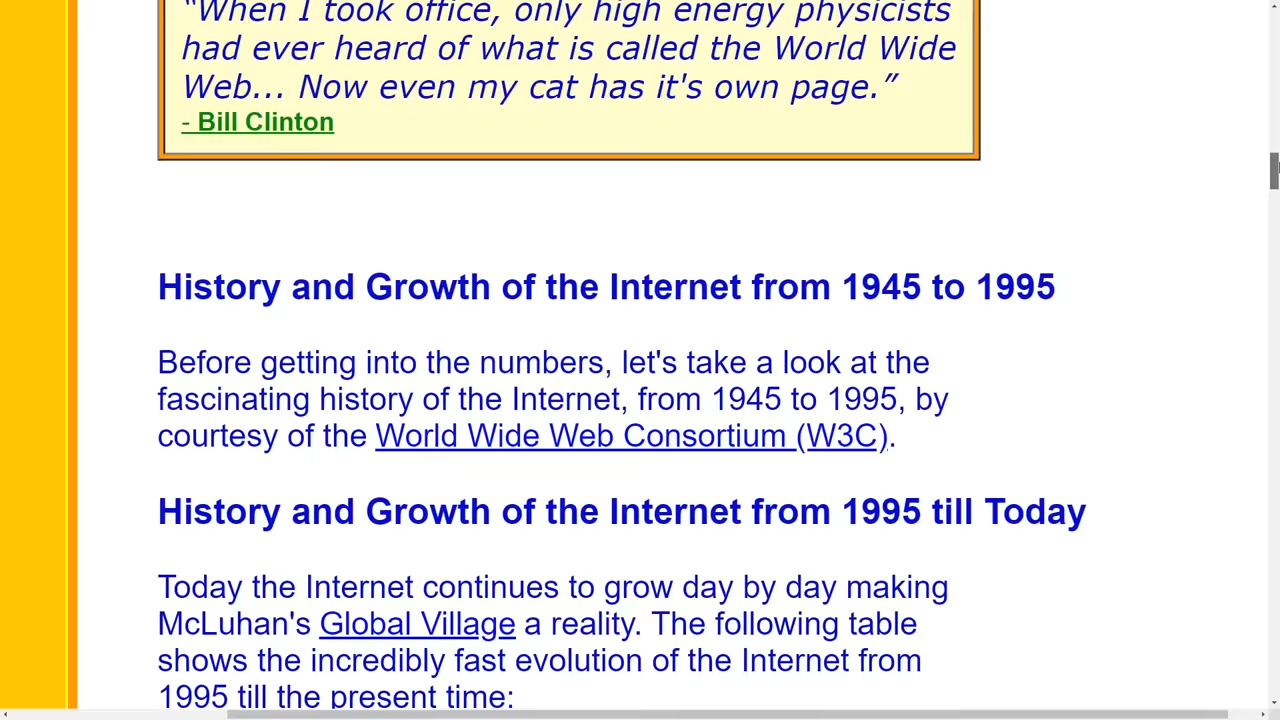 “When I took office, only high energy physicists
had ever heard of what is called the World Wide
Web... Now even my cat has it's own page.”
- Bill Clinton
History and Growth of the Internet from 1945 to 1995
Before getting into the numbers, let's take a look at the
fascinating history of the Internet, from 1945 to 1995, by
courtesy of the World Wide Web Consortium (W3C).
History and Growth of the Internet from 1995 till Today
Today the Internet continues to grow day by day making
McLuhan's Global Village a reality. The following table
shows the incredibly fast evolution of the Internet from
1995 till the present time: